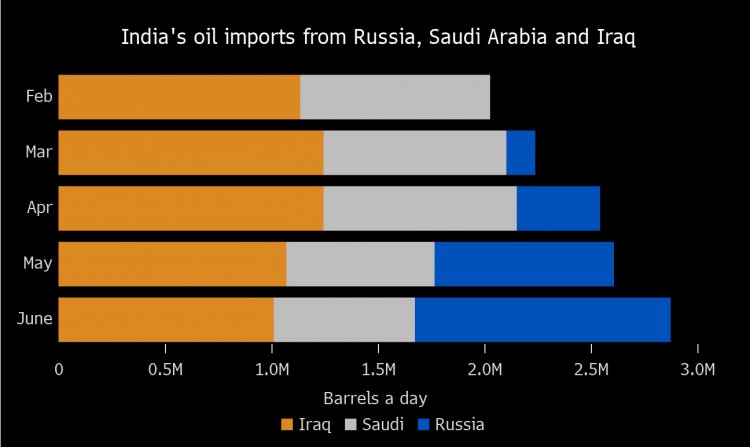 India's oil imports from Russia, Saudi Arabia and Iraq
Feb
Mar
Apr
May
June
0 0.5M 1.0M 1.5M 2.0M 2.5M 3.0M
Barrels a day
Iraq Saudi Russia